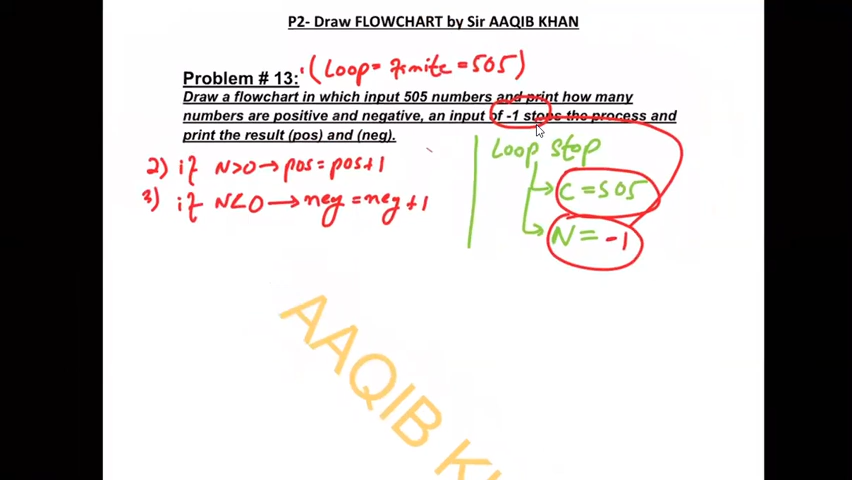 P2- Draw FLOWCHART by Sir AAQIB KHAN
Problem # 13: (Loop = finite = 505)
Draw a flowchart in which input 505 numbers and print how many
numbers are positive and negative, an input of -1 stops the process and
print the result (pos) and (neg).
Loop stop
2) if N>0 → pos = pos+1
C = 505
3) if N<0 → neg = neg+1
N = -1
AAQIB KH